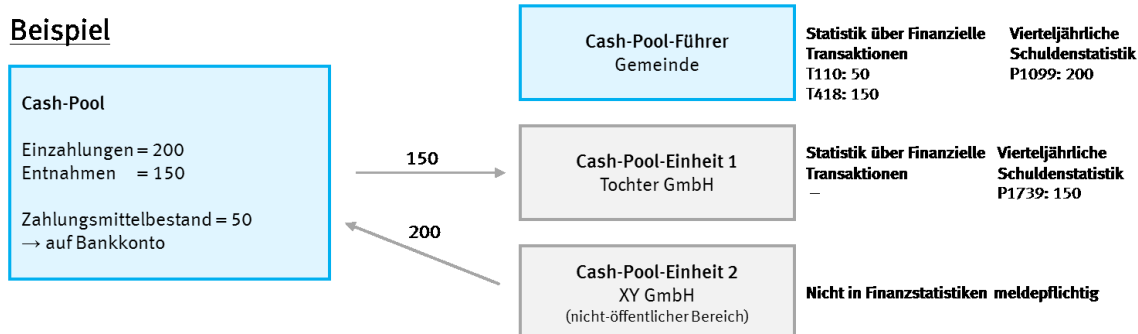 Beispiel
Cash-Pool
Einzahlungen = 200
Entnahmen = 150
Zahlungsmittelbestand = 50
→ auf Bankkonto
150
200
Cash-Pool-Führer
Gemeinde
Statistik über Finanzielle
Transaktionen
T110: 50
T418: 150
Vierteljährliche
Schuldenstatistik
P1099: 200
Cash-Pool-Einheit 1
Tochter GmbH
Statistik über Finanzielle
Transaktionen
–
Vierteljährliche
Schuldenstatistik
P1739: 150
Cash-Pool-Einheit 2
XY GmbH
(nicht-öffentlicher Bereich)
Nicht in Finanzstatistiken meldepflichtig